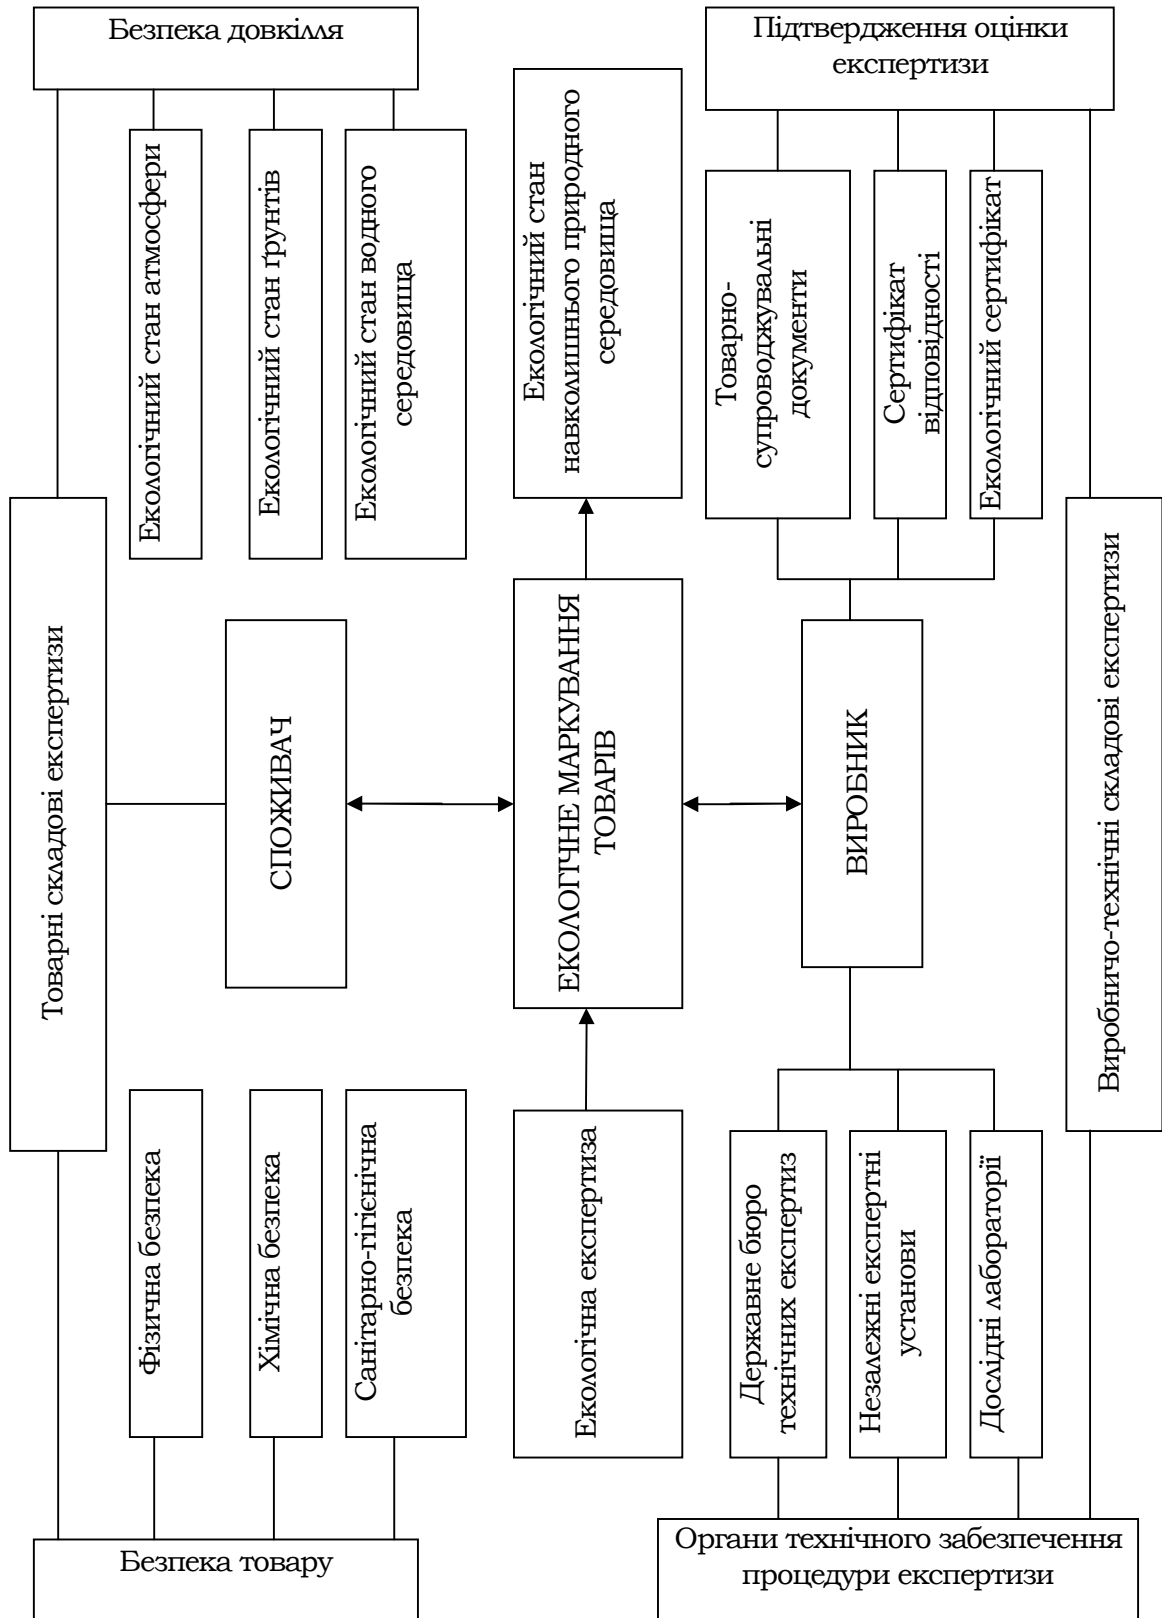 Безпека довкілля
Підтвердження оцінки
експертизи
Екологічний стан атмосфери
Екологічний стан ґрунтів
Екологічний стан водного
середовища
Екологічний стан
навколишнього природного
середовища
Товарно-
супроводжувальні
документи
Сертифікат
відповідності
Екологічний сертифікат
Товарні складові експертизи
СПОЖИВАЧ
ЕКОЛОГІЧНЕ МАРКУВАННЯ
ТОВАРІВ
ВИРОБНИК
Виробничо-технічні складові експертизи
Фізична безпека
Хімічна безпека
Санітарно-гігієнічна
безпека
Екологічна експертиза
Державне бюро
технічних експертиз
Незалежні експертні
установи
Дослідні лабораторії
Безпека товару
Органи технічного забезпечення
процедури експертизи